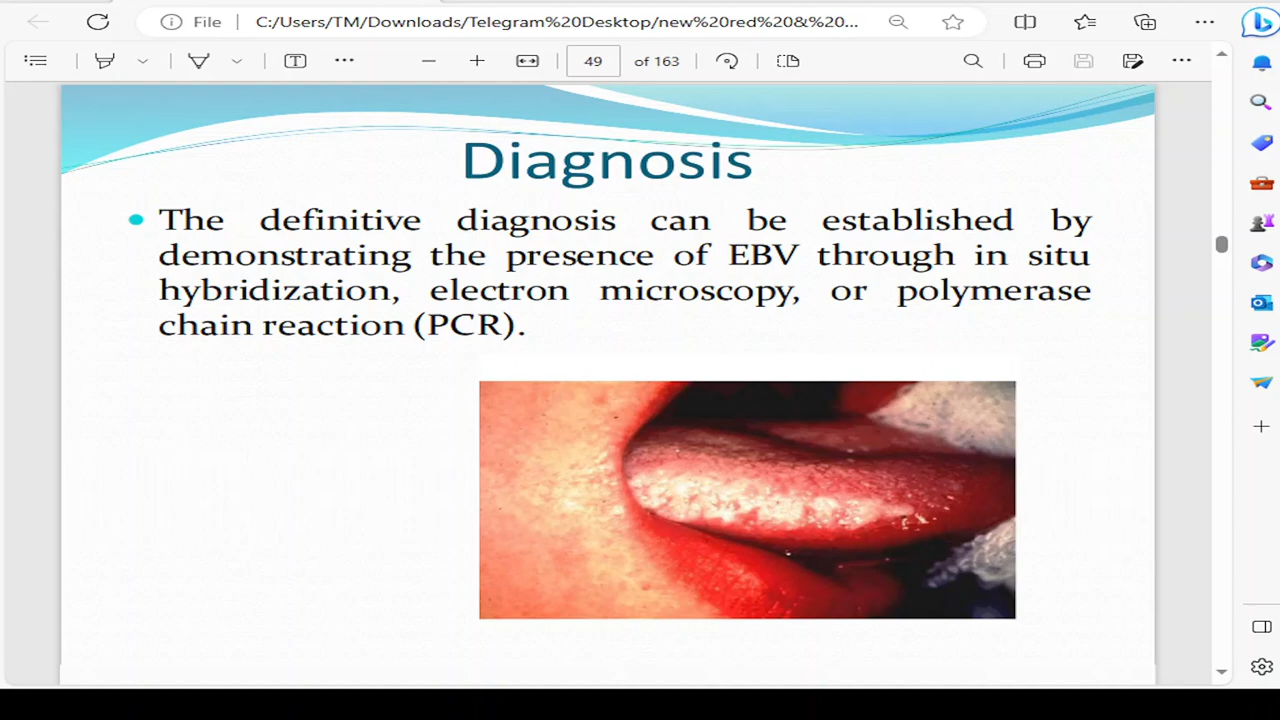 File
C:/Users/TM/Downloads/Telegram%20Desktop/new%20red%20&%20...
49 of 163
Diagnosis
The definitive diagnosis can be established by
demonstrating the presence of EBV through in situ
hybridization, electron microscopy, or polymerase
chain reaction (PCR).